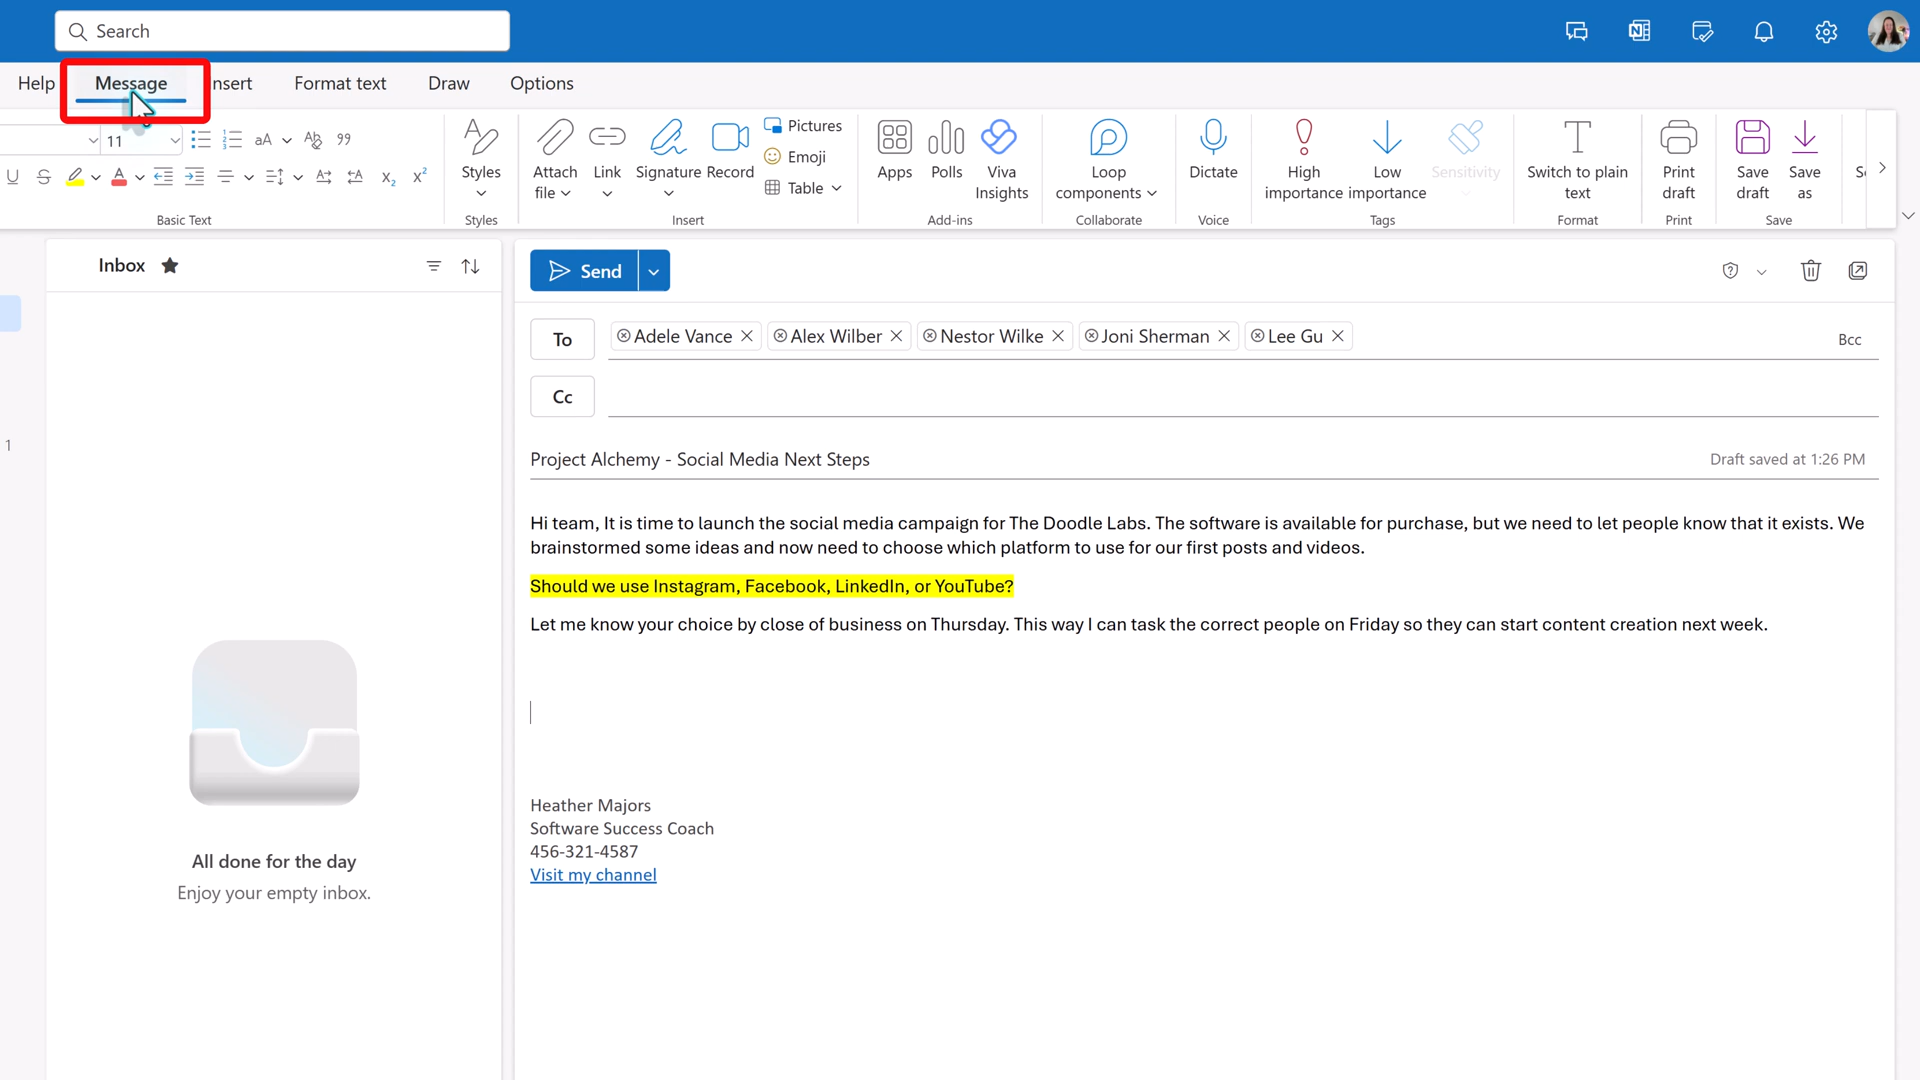 Search
Help
Message
nsert
Format text
Draw
Options
11
Styles
Attach file
Link
Signature
Record
Pictures
Emoji
Table
Apps
Polls
Viva Insights
Loop components
Dictate
High importance
Low importance
Sensitivity
Switch to plain text
Print draft
Save draft
Save as
Basic Text
Styles
Insert
Add-ins
Collaborate
Voice
Tags
Format
Print
Save
Inbox
Send
To
Adele Vance
Alex Wilber
Nestor Wilke
Joni Sherman
Lee Gu
Bcc
Cc
1
Project Alchemy - Social Media Next Steps
Draft saved at 1:26 PM
Hi team, It is time to launch the social media campaign for The Doodle Labs. The software is available for purchase, but we need to let people know that it exists. We
brainstormed some ideas and now need to choose which platform to use for our first posts and videos.
Should we use Instagram, Facebook, LinkedIn, or YouTube?
Let me know your choice by close of business on Thursday. This way I can task the correct people on Friday so they can start content creation next week.
Heather Majors
Software Success Coach
456-321-4587
Visit my channel
All done for the day
Enjoy your empty inbox.